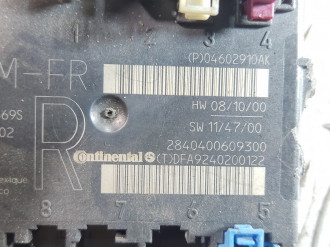 1 2 3 4
M-FR
(P)04602910AK
HW 08/10/00
69S
SW 11/47/00
02
R
2840400609300
Continental
(T)DFA9240200122
8 7 6 5